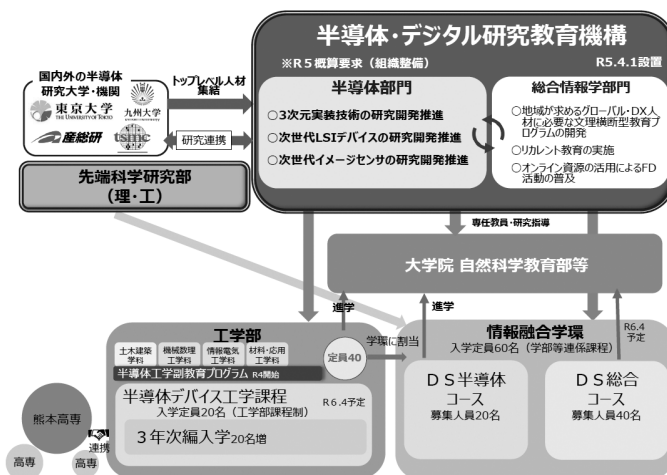 半導体・デジタル研究教育機構
※R5概算要求（組織整備）
R5.4.1設置
国内外の半導体
研究大学・機関
東京大学
THE UNIVERSITY OF TOKYO
九州大学
産総研
tsmc
トップレベル人材
集結
研究連携
半導体部門
○3次元実装技術の研究開発推進
○次世代LSIデバイスの研究開発推進
○次世代イメージセンサの研究開発推進
総合情報学部門
○地域が求めるグローバル・DX人
材に必要な文理横断型教育プ
ログラムの開発
○リカレント教育の実施
○オンライン資源の活用によるFD
活動の普及
先端科学研究部
（理・工）
専任教員・研究指導
大学院 自然科学教育部等
進学
進学
R6.4
予定
工学部
土木建築
学科
機械数理
工学科
情報電気
工学科
材料・応用
工学科
半導体工学副教育プログラム R4開始
定員40
学環に割当
半導体デバイス工学課程
入学定員20名（工学部課程制）
R6.4予定
3年次編入学20名増
情報融合学環
入学定員60名（学部等連係課程）
DS半導体
コース
募集人員20名
DS総合
コース
募集人員40名
熊本高専
連携
高専
高専